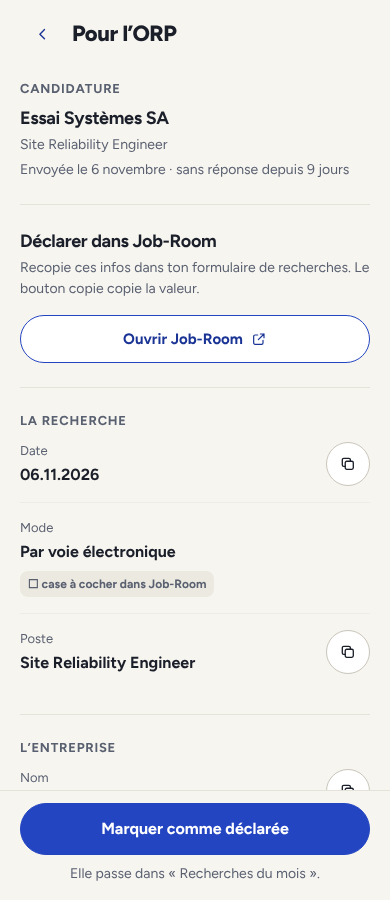 Pour l’ORP
CANDIDATURE
Essai Systèmes SA
Site Reliability Engineer
Envoyée le 6 novembre · sans réponse depuis 9 jours
Déclarer dans Job-Room
Recopie ces infos dans ton formulaire de recherches. Le
bouton copie copie la valeur.
Ouvrir Job-Room
LA RECHERCHE
Date
06.11.2026
Mode
Par voie électronique
☐ case à cocher dans Job-Room
Poste
Site Reliability Engineer
L’ENTREPRISE
Nom
Marquer comme déclarée
Elle passe dans « Recherches du mois ».